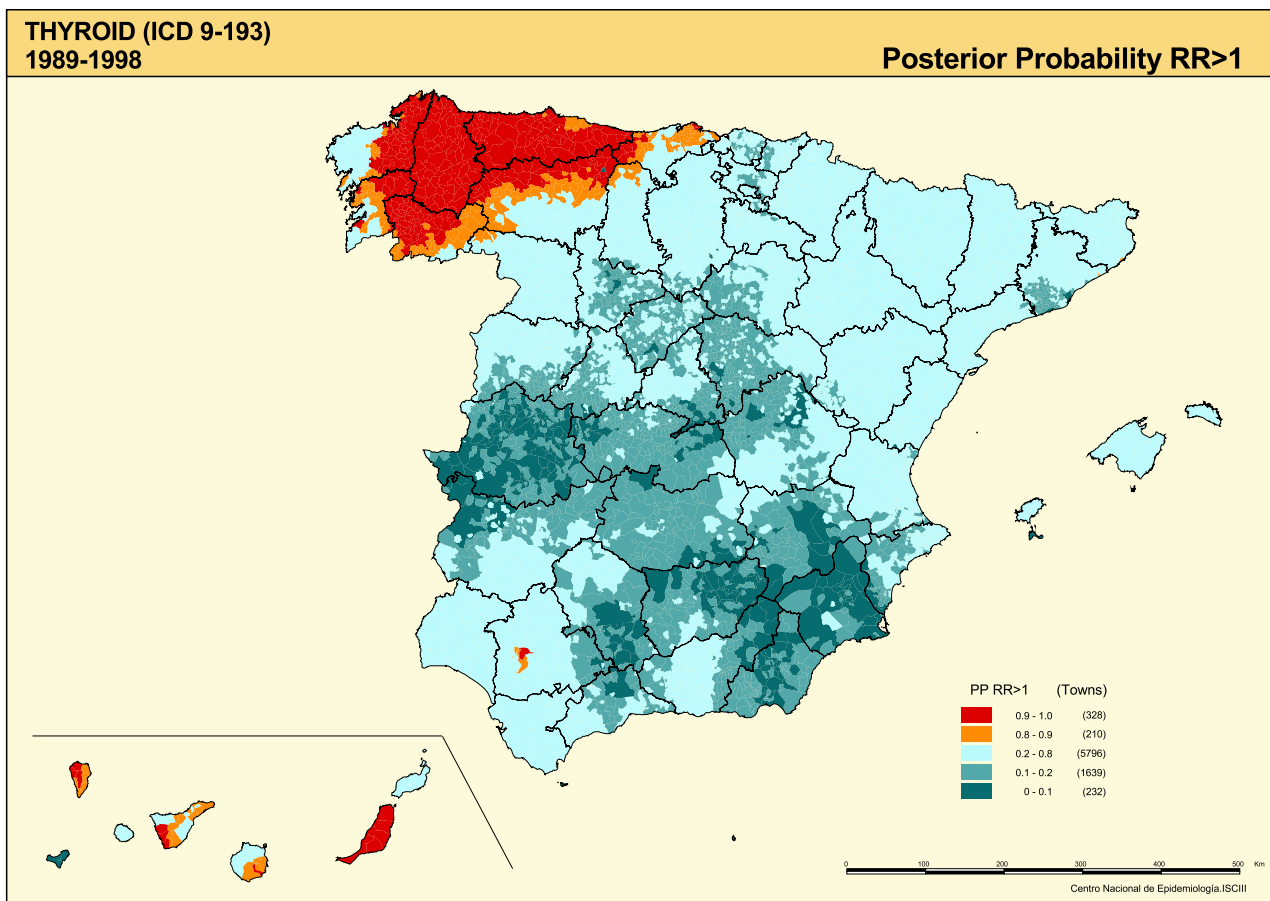 THYROID (ICD 9-193)
1989-1998
Posterior Probability RR>1
PP RR>1 (Towns)
0.9 - 1.0 (328)
0.8 - 0.9 (210)
0.2 - 0.8 (5796)
0.1 - 0.2 (1639)
0 - 0.1 (232)
0 100 200 300 400 500 Km
Centro Nacional de Epidemiología.ISCIII